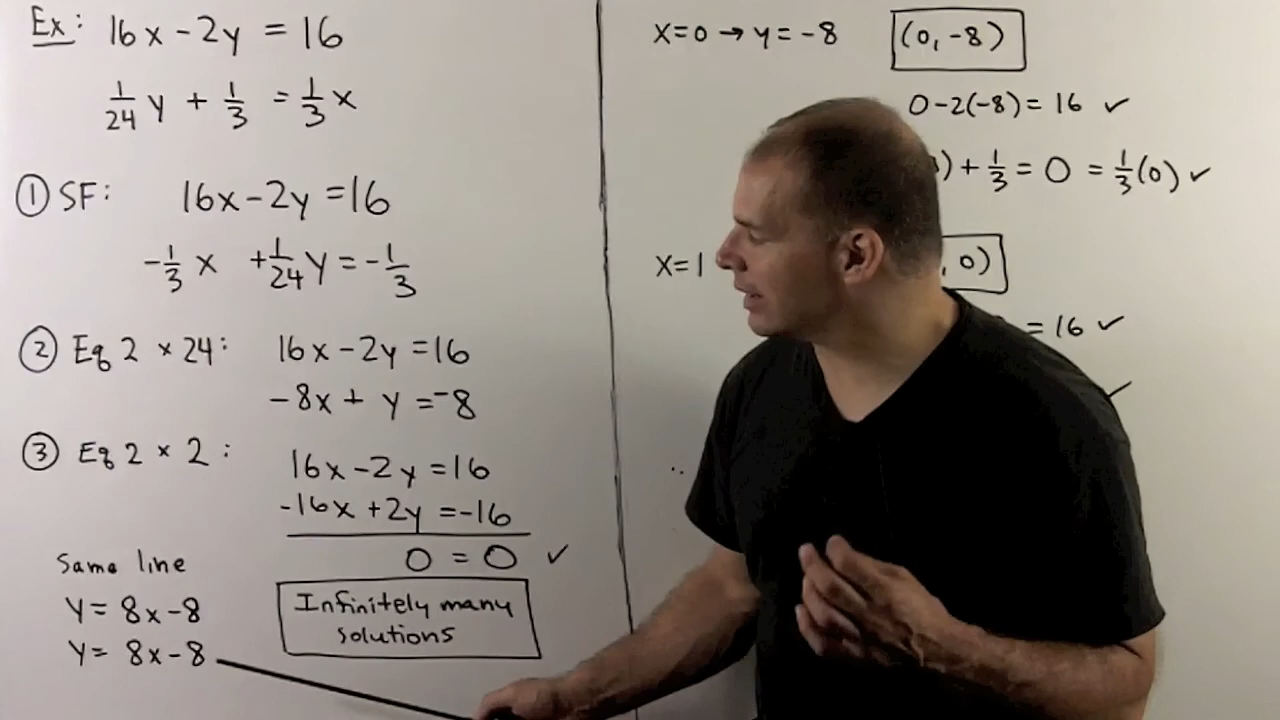 Ex: 16x - 2y = 16
1/24 y + 1/3 = 1/3 x
① SF: 16x - 2y = 16
-1/3 x + 1/24 y = -1/3
② Eq 2 × 24: 16x - 2y = 16
-8x + y = -8
③ Eq 2 × 2: 16x - 2y = 16
-16x + 2y = -16
0 = 0 ✓
Same line
y = 8x - 8
y = 8x - 8
Infinitely many
solutions
x=0 → y = -8 (0, -8)
0 - 2(-8) = 16 ✓
) + 1/3 = 0 = 1/3 (0) ✓
x=1 , 0)
= 16 ✓
✓